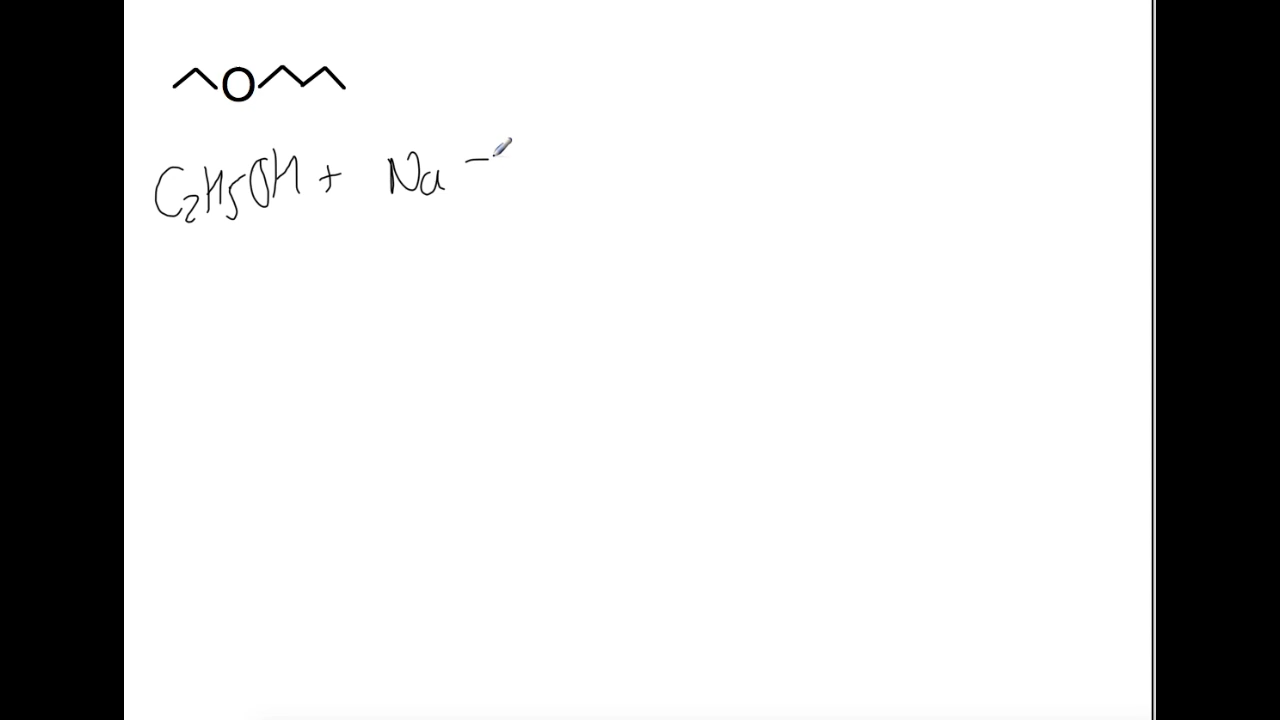 O
C₂H₅OH + Na –